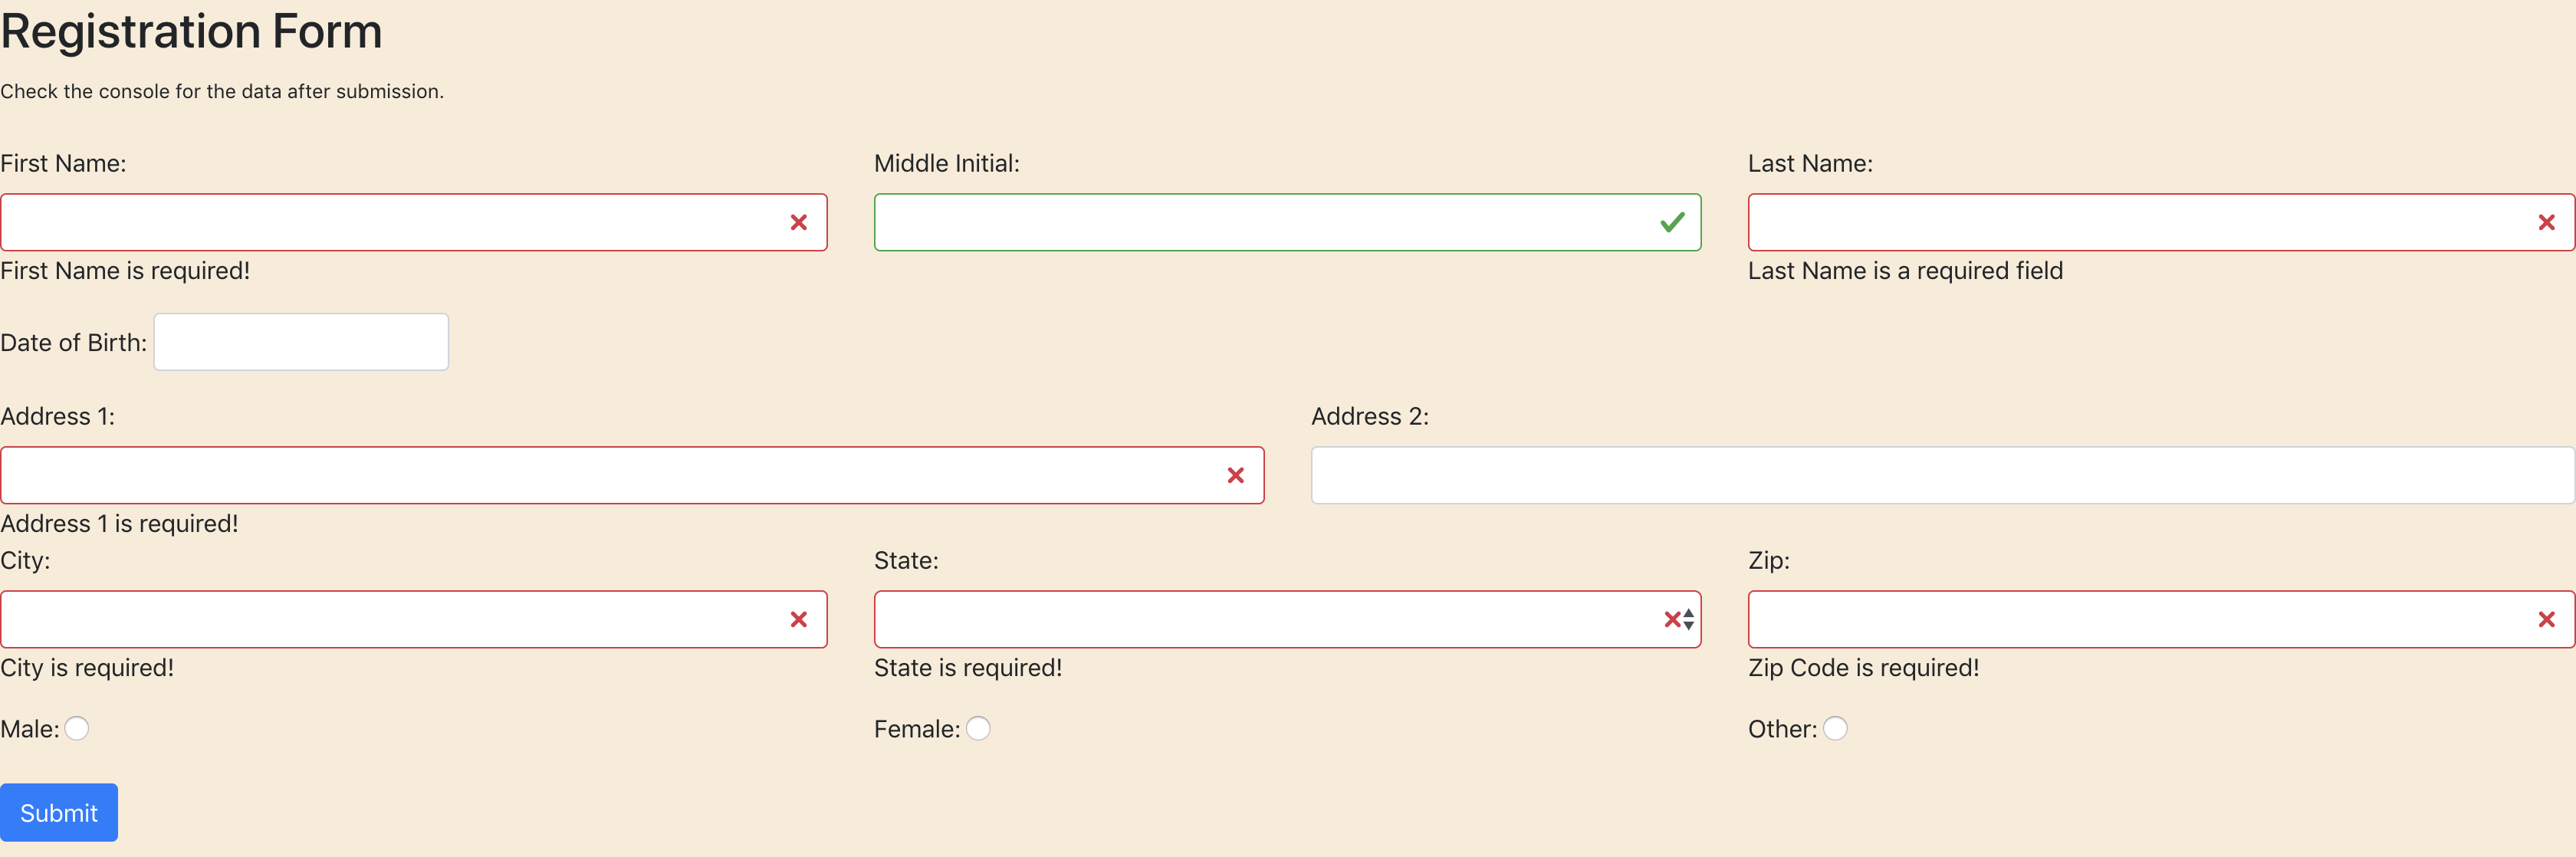 Registration Form
Check the console for the data after submission.
First Name:
Middle Initial:
Last Name:
First Name is required!
Last Name is a required field
Date of Birth:
Address 1:
Address 2:
Address 1 is required!
City:
State:
Zip:
City is required!
State is required!
Zip Code is required!
Male:
Female:
Other:
Submit